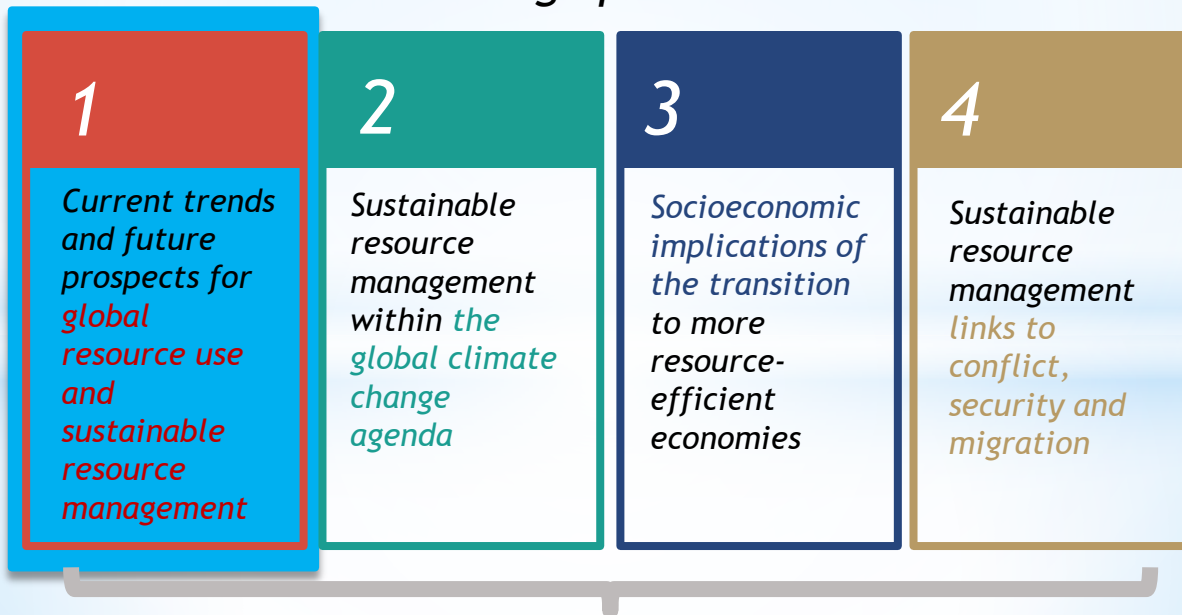 1
Current trends
and future
prospects for
global
resource use
and
sustainable
resource
management
2
Sustainable
resource
management
within the
global climate
change
agenda
3
Socioeconomic
implications of
the transition
to more
resource-
efficient
economies
4
Sustainable
resource
management
links to
conflict,
security and
migration